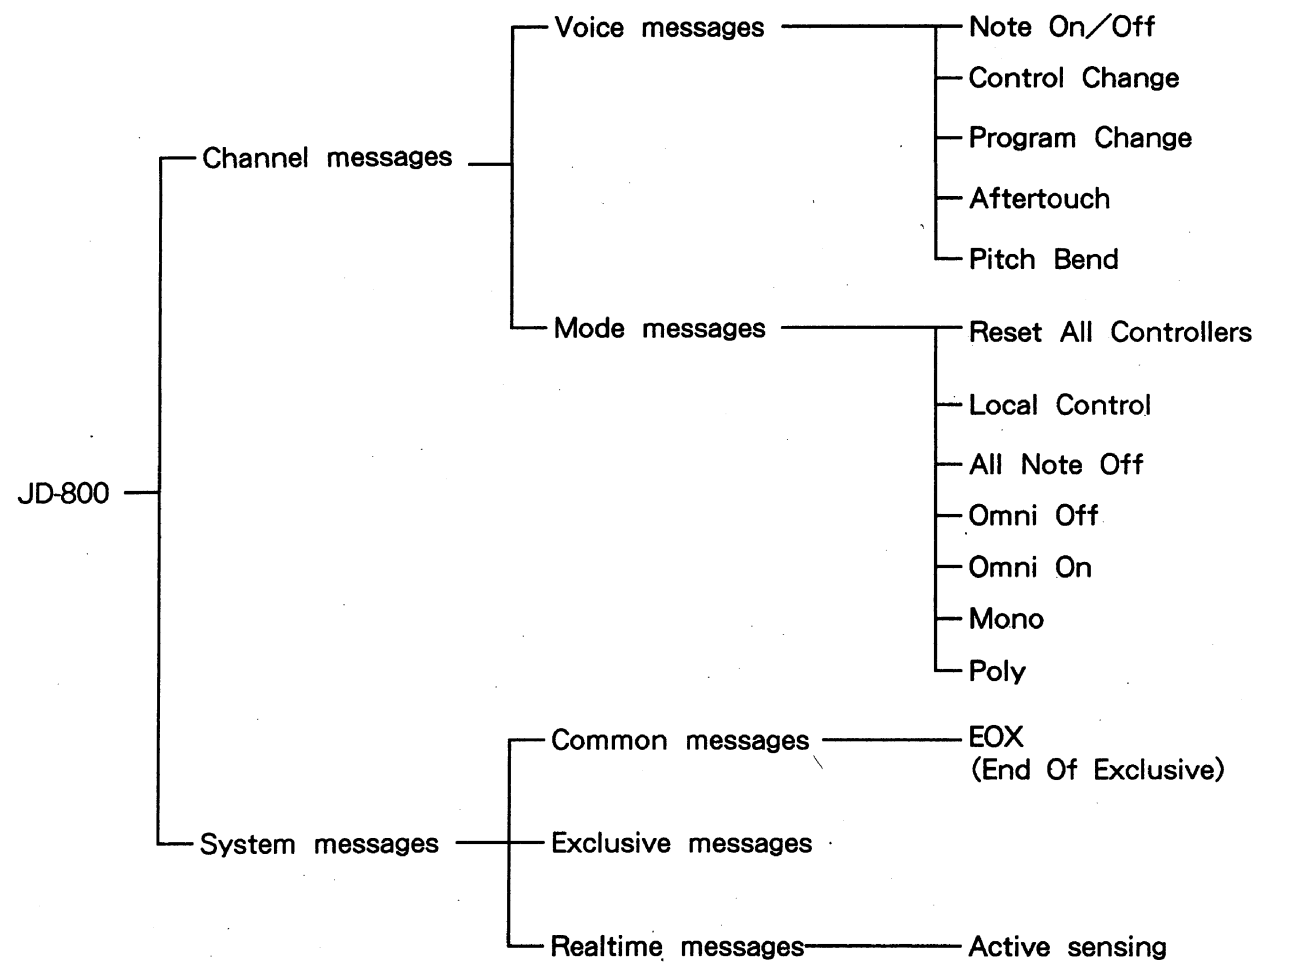 Voice messages
Note On/Off
Control Change
Channel messages
Program Change
Aftertouch
Pitch Bend
Mode messages
Reset All Controllers
Local Control
All Note Off
JD-800
Omni Off
Omni On
Mono
Poly
Common messages
EOX
(End Of Exclusive)
System messages
Exclusive messages
Realtime messages
Active sensing